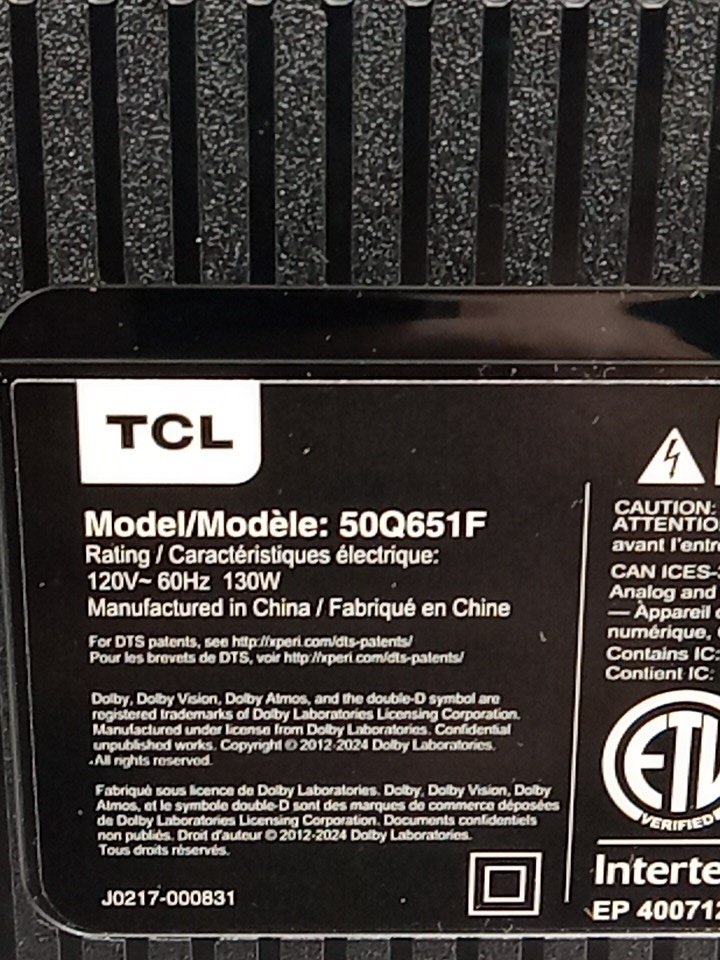 TCL
Model/Modèle: 50Q651F
Rating / Caractéristiques électrique:
120V~ 60Hz 130W
Manufactured in China / Fabriqué en Chine
For DTS patents, see http://xperi.com/dts-patents/
Pour les brevets de DTS, voir http://xperi.com/dts-patents/
Dolby, Dolby Vision, Dolby Atmos, and the double-D symbol are
registered trademarks of Dolby Laboratories Licensing Corporation.
Manufactured under license from Dolby Laboratories. Confidential
unpublished works. Copyright © 2012-2024 Dolby Laboratories.
All rights reserved.
Fabriqué sous licence de Dolby Laboratories. Dolby, Dolby Vision, Dolby
Atmos, et le symbole double-D sont des marques de commerce déposées
de Dolby Laboratories Licensing Corporation. Documents confidentiels
non publiés. Droit d'auteur © 2012-2024 Dolby Laboratories.
Tous droits réservés.
J0217-000831
CAUTION:
ATTENTIO
avant l'entr
CAN ICES-
Analog and
— Appareil
numérique,
Contains IC:
Contient IC:
ETL
VERIFIED
Interte
EP 40071